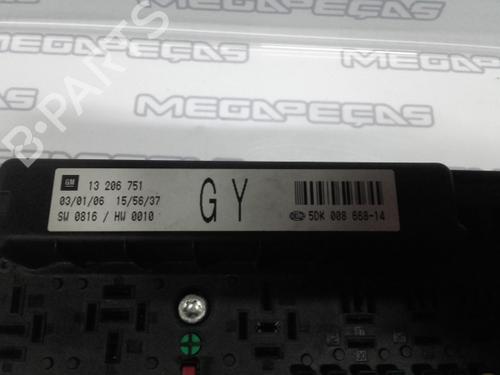 MEGAPEÇAS
MEGAPEÇAS
MEGAPEÇAS
B-PARTS
GM 13 206 751
03/01/06 15/56/37
SW 0816 / HW 0010
GY
5DK 008 668-14